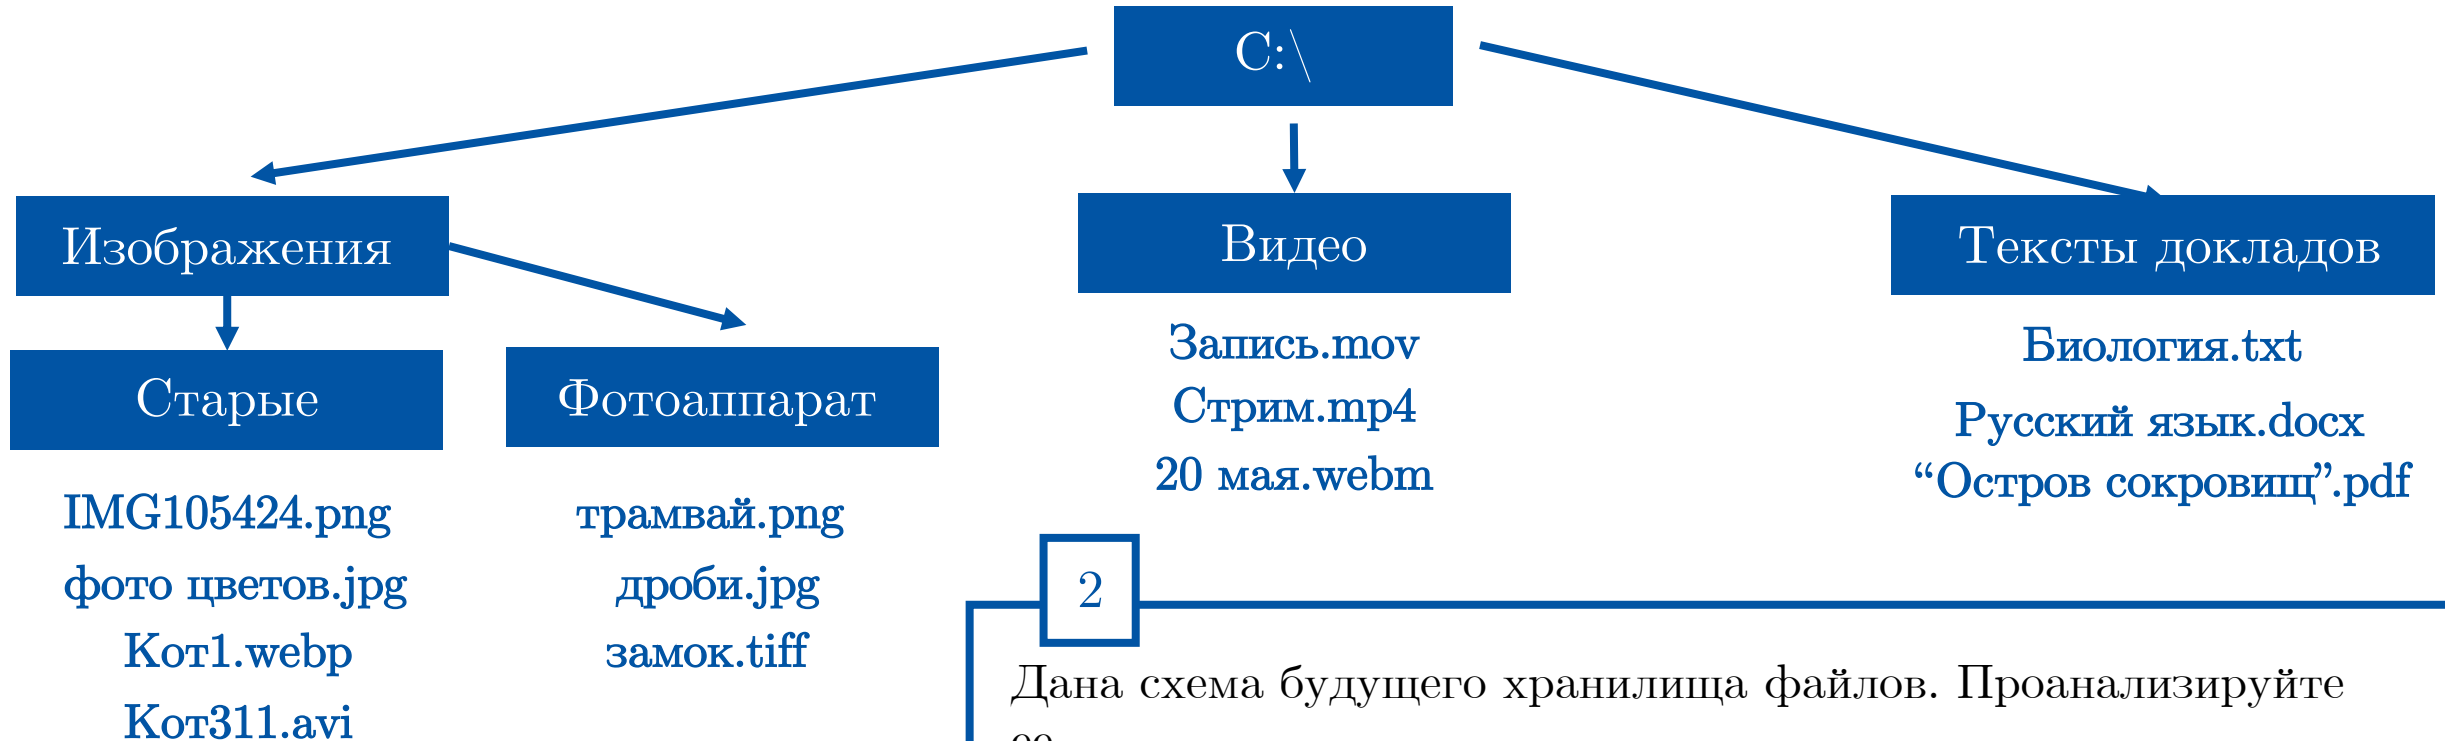 C:\
Изображения
Видео
Тексты докладов
Старые
Фотоаппарат
IMG105424.png
фото цветов.jpg
Кот1.webp
Кот311.avi
трамвай.png
дроби.jpg
замок.tiff
Запись.mov
Стрим.mp4
20 мая.webm
Биология.txt
Русский язык.docx
“Остров сокровищ”.pdf
2
Дана схема будущего хранилища файлов. Проанализируйте